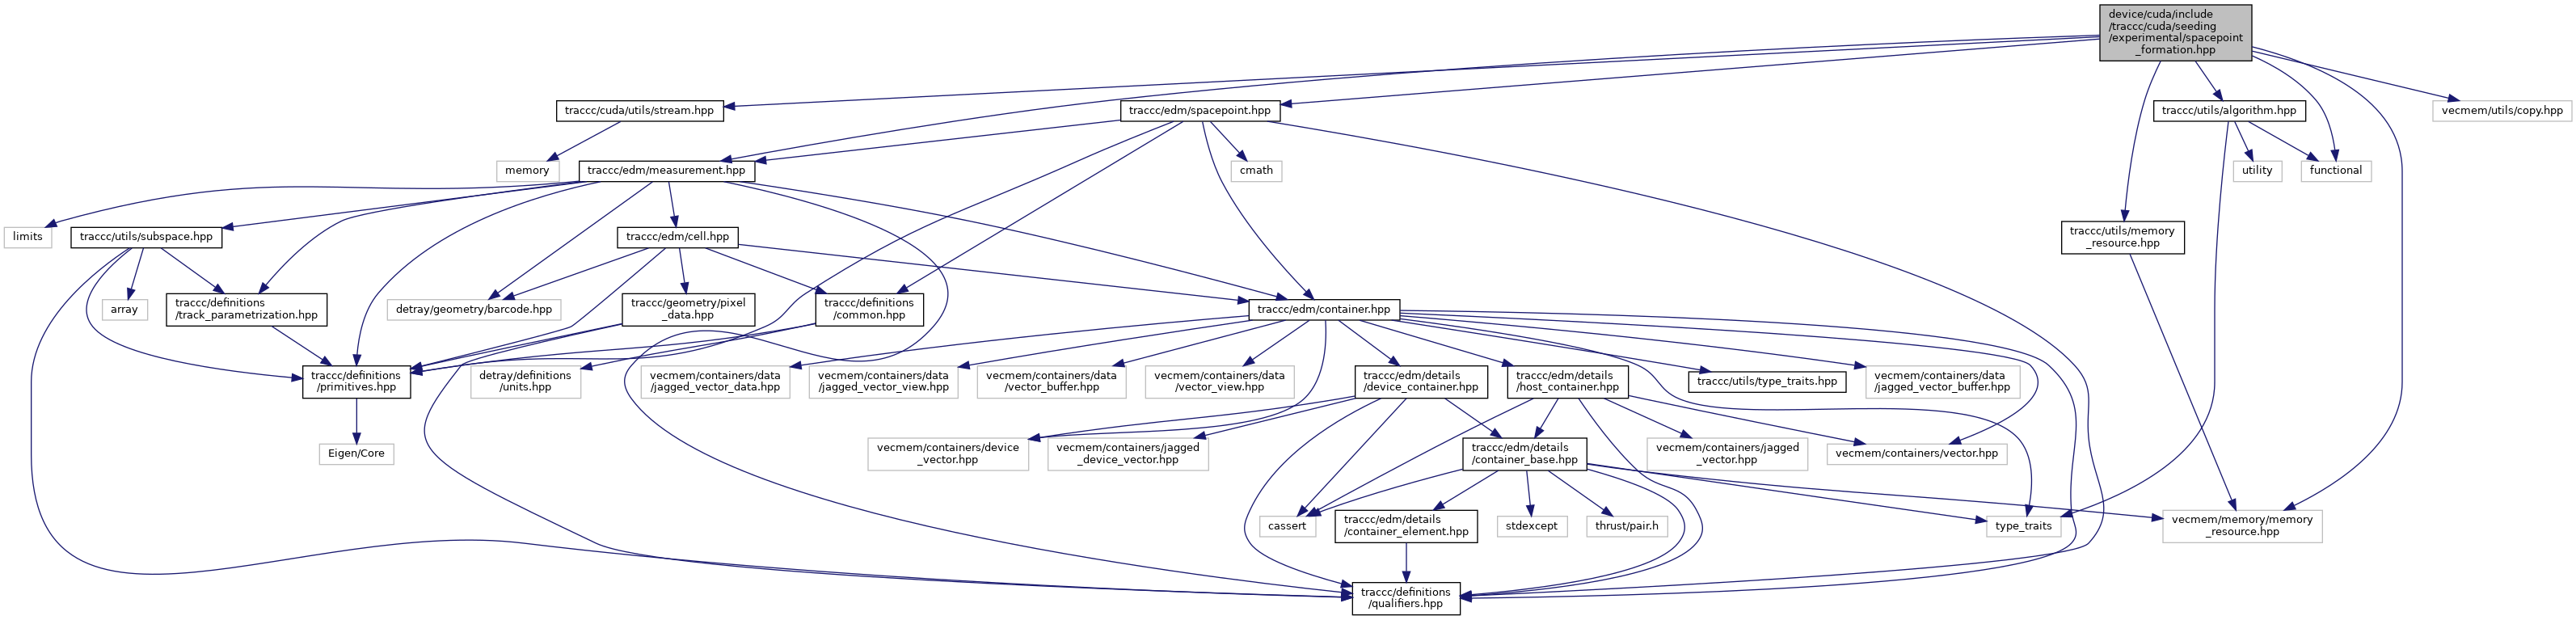 device/cuda/include
/traccc/cuda/seeding
/experimental/spacepoint
_formation.hpp
traccc/cuda/utils/stream.hpp
traccc/edm/spacepoint.hpp
traccc/utils/algorithm.hpp
vecmem/utils/copy.hpp
memory
traccc/edm/measurement.hpp
cmath
utility
functional
limits
traccc/utils/subspace.hpp
traccc/edm/cell.hpp
traccc/utils/memory
_resource.hpp
array
traccc/definitions
/track_parametrization.hpp
detray/geometry/barcode.hpp
traccc/geometry/pixel
_data.hpp
traccc/definitions
/common.hpp
traccc/edm/container.hpp
traccc/definitions
/primitives.hpp
detray/definitions
/units.hpp
vecmem/containers/data
/jagged_vector_data.hpp
vecmem/containers/data
/jagged_vector_view.hpp
vecmem/containers/data
/vector_buffer.hpp
vecmem/containers/data
/vector_view.hpp
traccc/edm/details
/device_container.hpp
traccc/edm/details
/host_container.hpp
traccc/utils/type_traits.hpp
vecmem/containers/data
/jagged_vector_buffer.hpp
Eigen/Core
vecmem/containers/device
_vector.hpp
vecmem/containers/jagged
_device_vector.hpp
traccc/edm/details
/container_base.hpp
vecmem/containers/jagged
_vector.hpp
vecmem/containers/vector.hpp
cassert
traccc/edm/details
/container_element.hpp
stdexcept
thrust/pair.h
type_traits
vecmem/memory/memory
_resource.hpp
traccc/definitions
/qualifiers.hpp